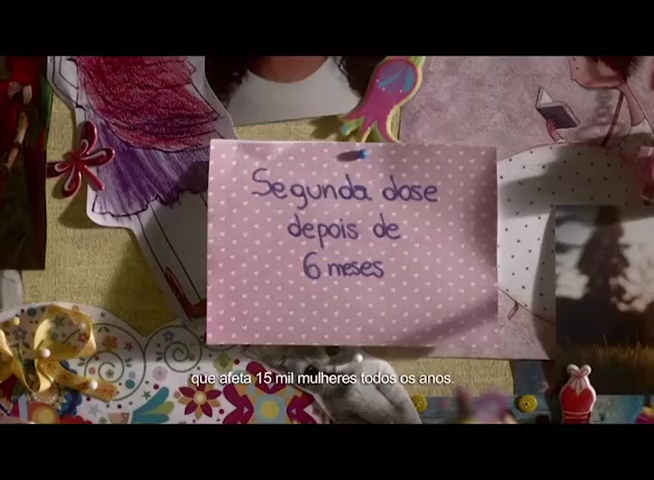 Segunda dose
depois de
6 meses
que afeta 15 mil mulheres todos os anos.